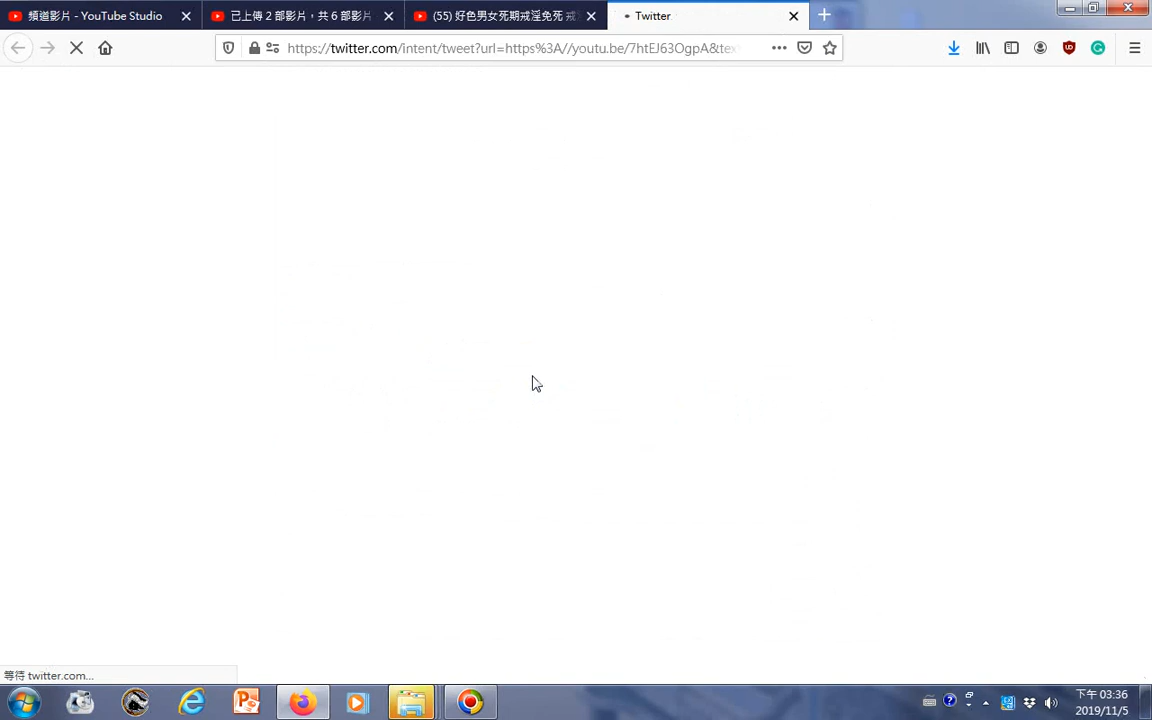 頻道影片 - YouTube Studio
已上傳 2 部影片，共 6 部影片
(55) 好色男女死期戒淫免死 戒
Twitter
https://twitter.com/intent/tweet?url=https%3A//youtu.be/7htEJ63OgpA&tex
等待 twitter.com...
下午 03:36
2019/11/5